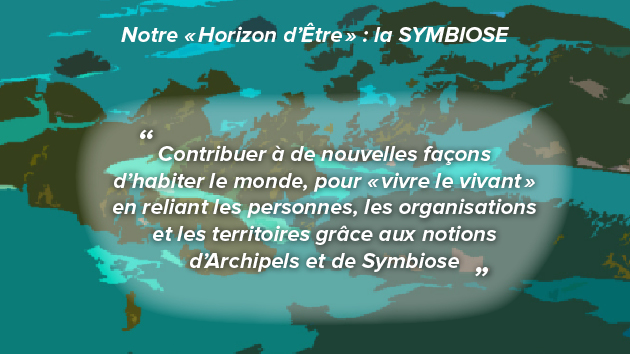 Notre « Horizon d’Être » : la SYMBIOSE
“
Contribuer à de nouvelles façons
d’habiter le monde, pour « vivre le vivant »
en reliant les personnes, les organisations
et les territoires grâce aux notions
d’Archipels et de Symbiose ”